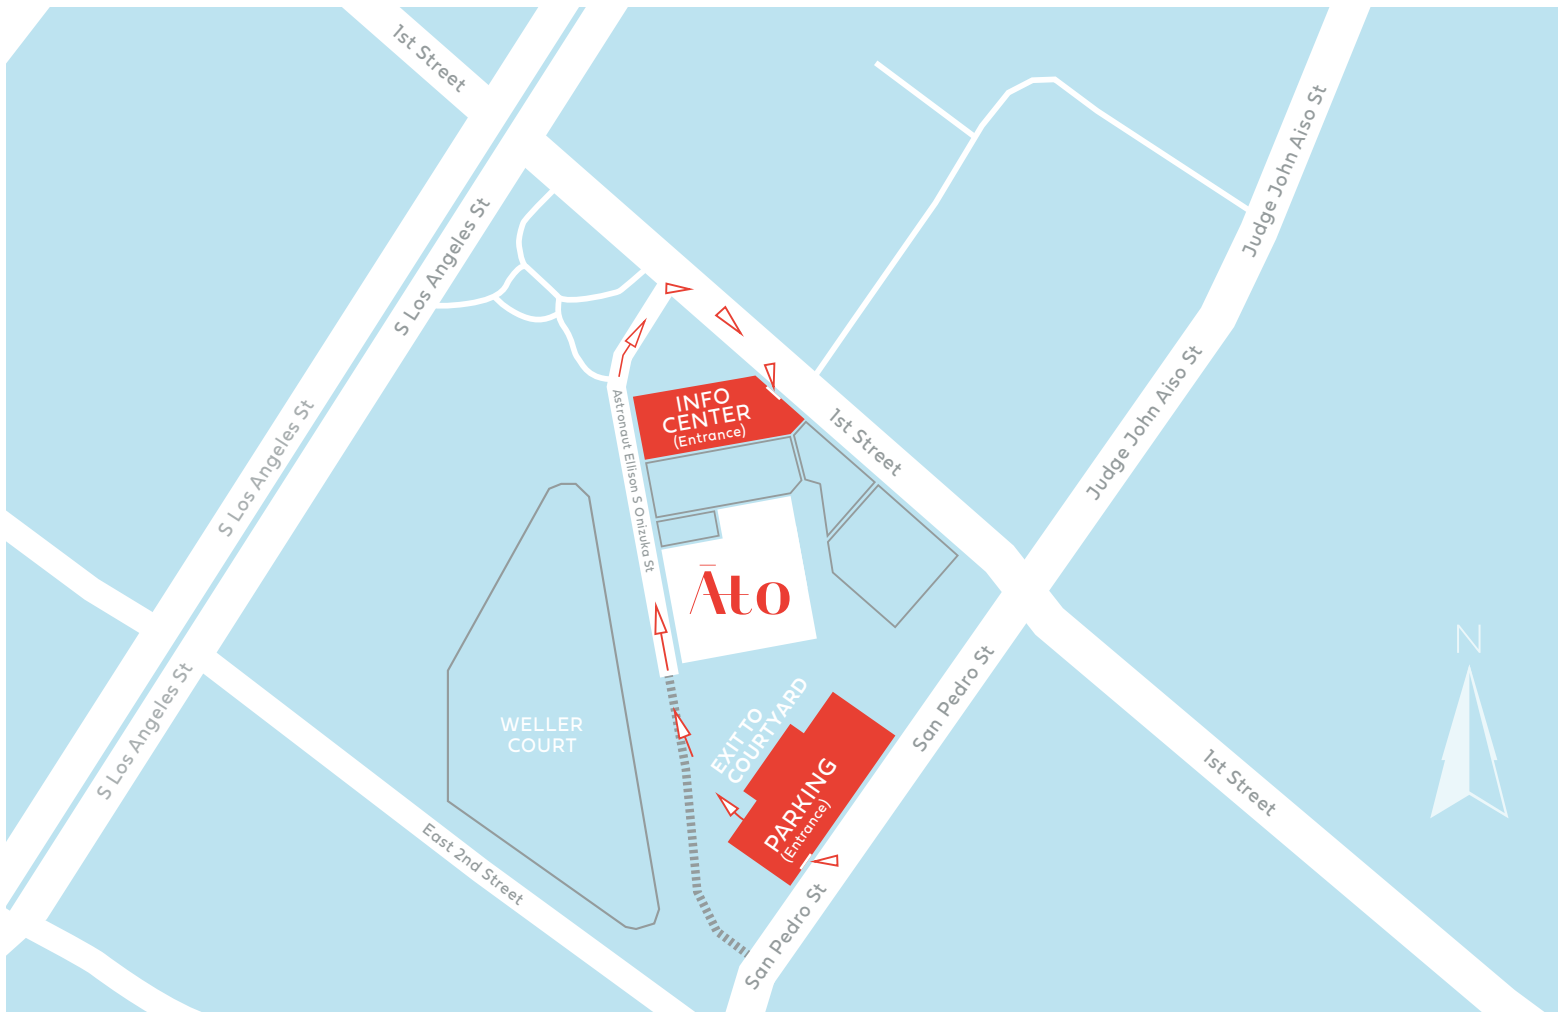 1st Street
S Los Angeles St
Judge John Aiso St
Judge John Aiso St
S Los Angeles St
INFO
CENTER
(Entrance)
Astronaut Ellison S Onizuka St
1st Street
Āto
N
S Los Angeles St
WELLER
COURT
EXIT TO
COURTYARD
San Pedro St
PARKING
(Entrance)
1st Street
East 2nd Street
San Pedro St